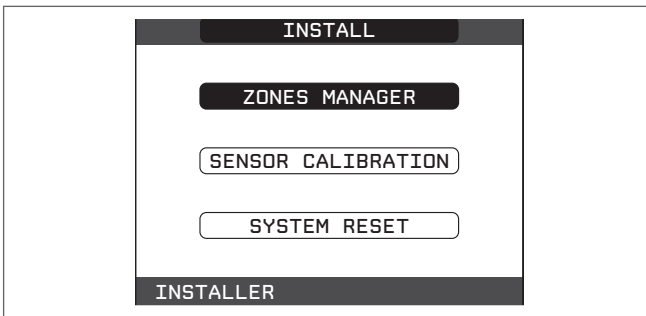 INSTALL
ZONES MANAGER
SENSOR CALIBRATION
SYSTEM RESET
INSTALLER